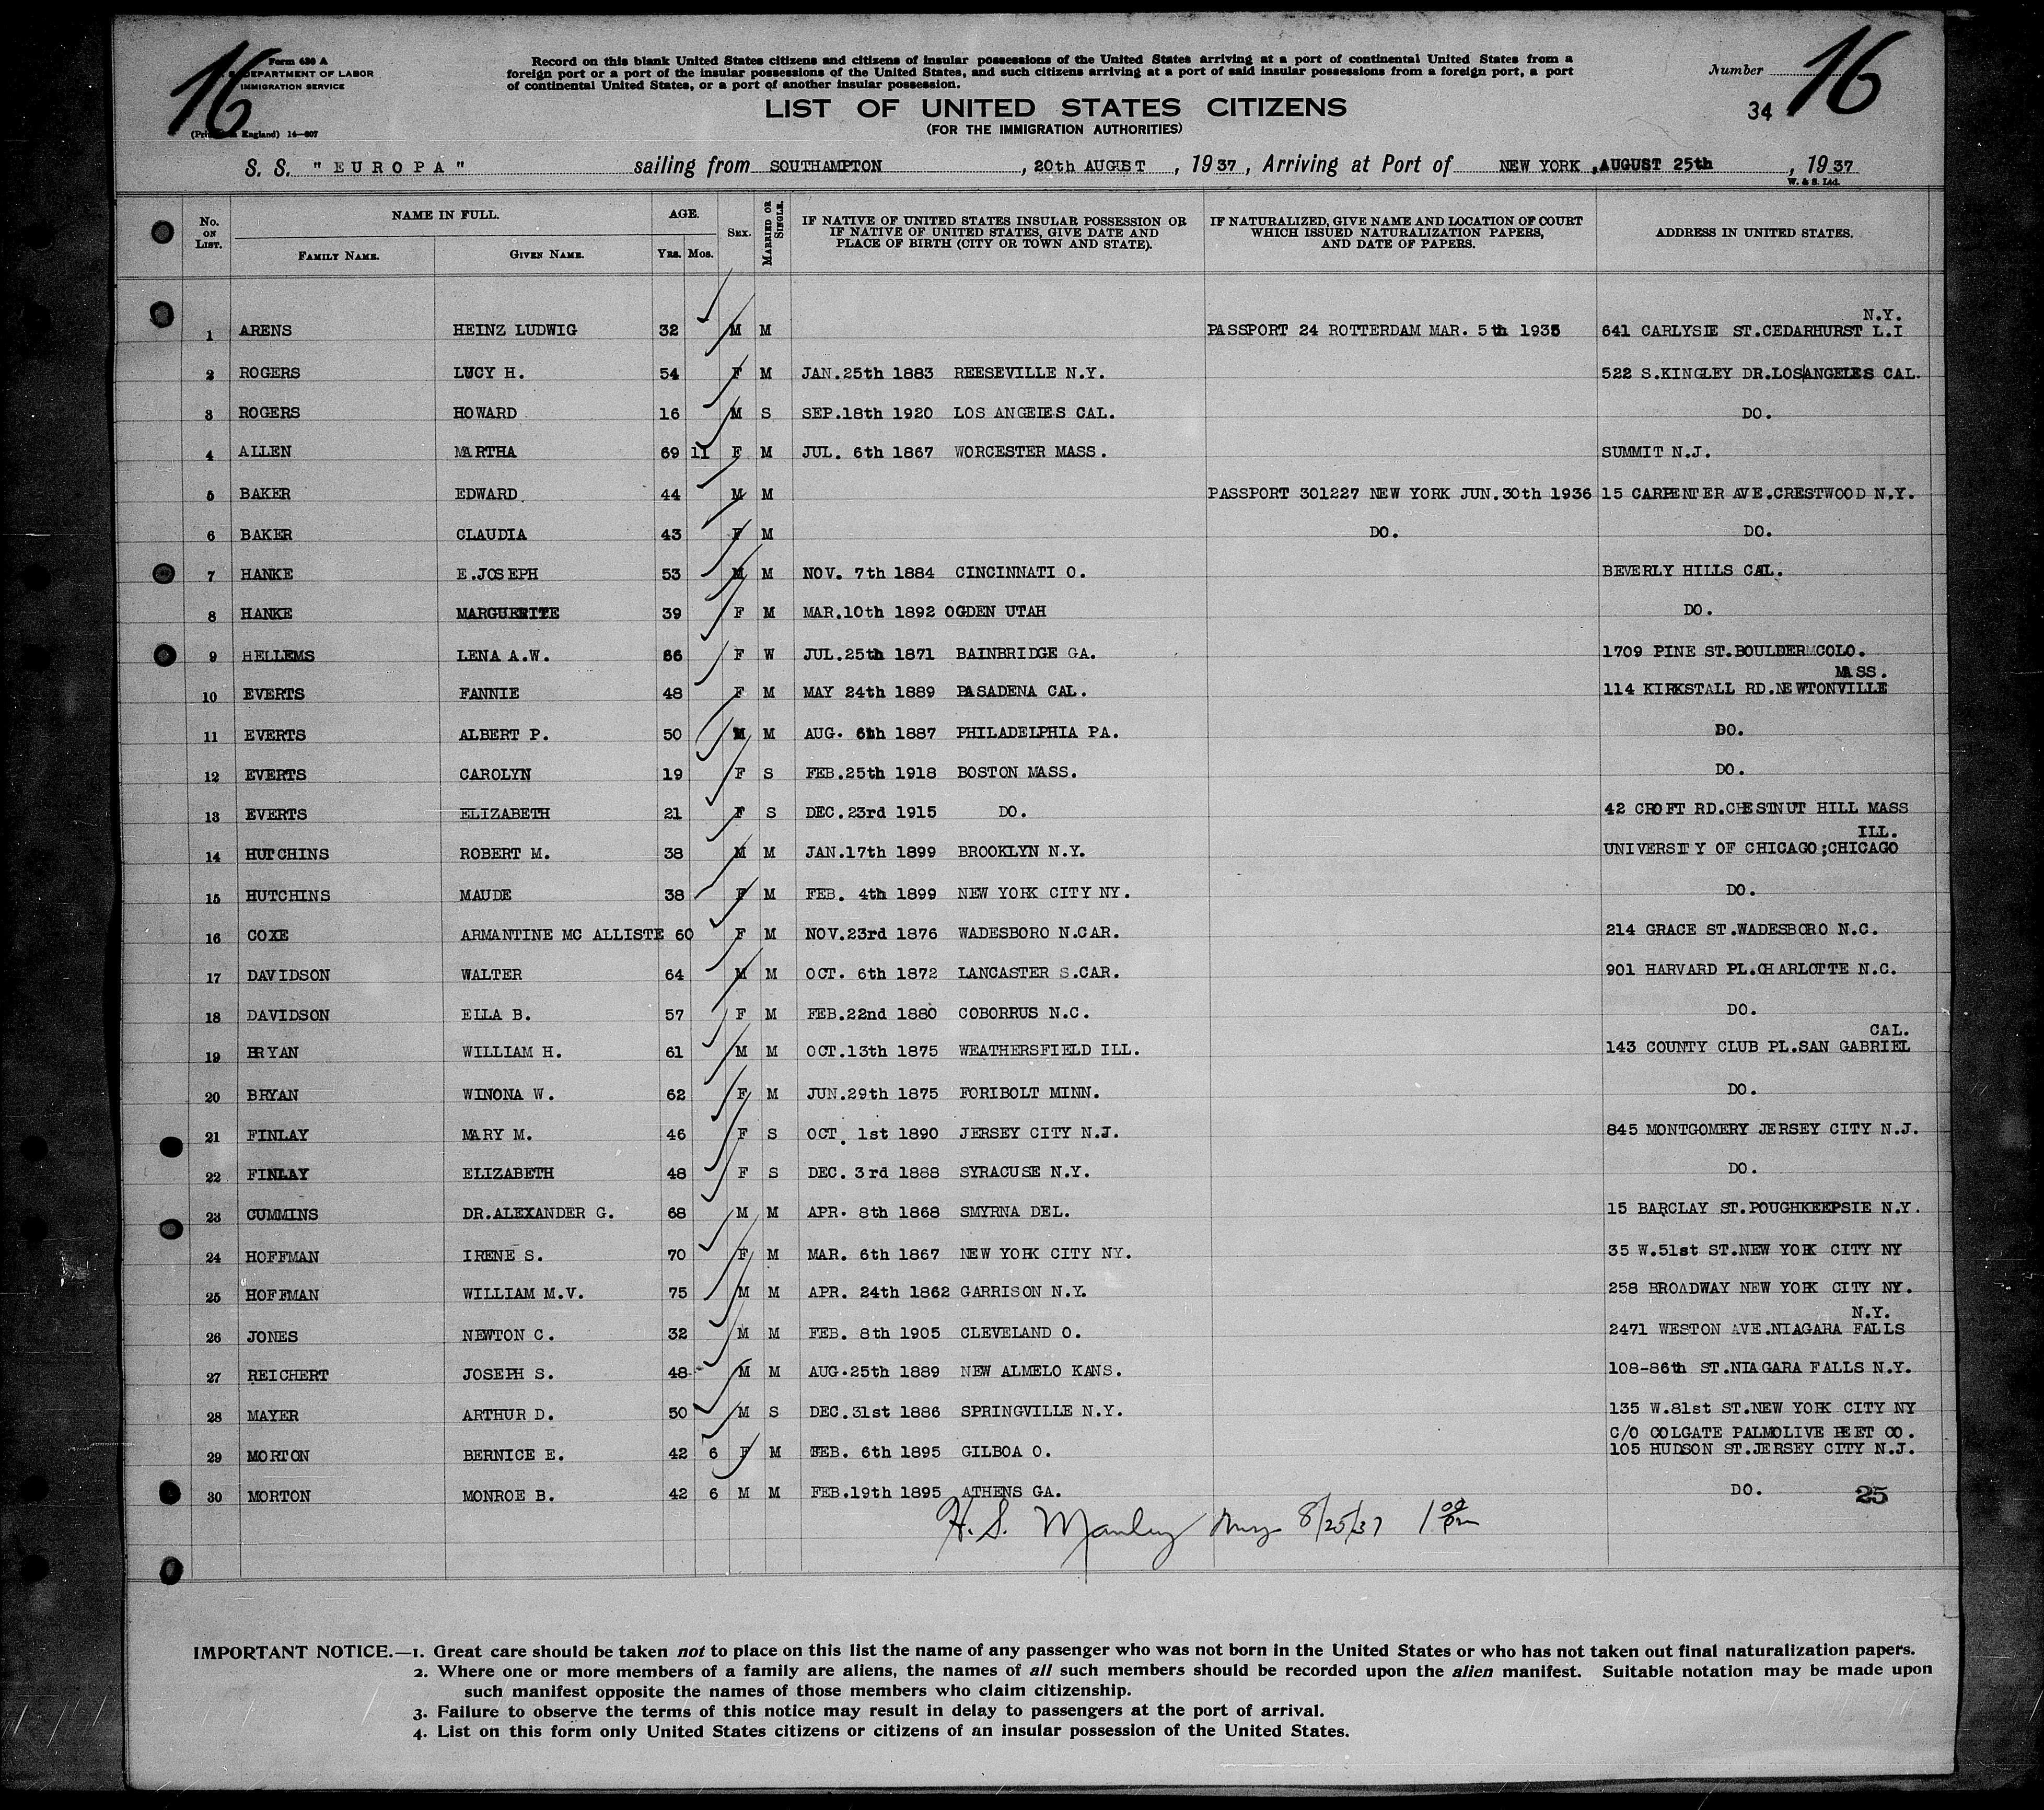 16
Form 630 A
DEPARTMENT OF LABOR
IMMIGRATION SERVICE
(Printed in England) 14—607
Record on this blank United States citizens and citizens of insular possessions of the United States arriving at a port of continental United States from a
foreign port or a port of the insular possessions of the United States, and such citizens arriving at a port of said insular possessions from a foreign port, a port
of continental United States, or a port of another insular possession.
LIST OF UNITED STATES CITIZENS
(FOR THE IMMIGRATION AUTHORITIES)
Number
34
16
S. S. "EUROPA" sailing from SOUTHAMPTON, 20th AUGUST, 1937, Arriving at Port of NEW YORK, AUGUST 25th, 1937
W. & S. Ltd.
No. ON LIST. NAME IN FULL. FAMILY NAME. GIVEN NAME. AGE. YRS. MOS. SEX. MARRIED OR SINGLE. IF NATIVE OF UNITED STATES INSULAR POSSESSION OR IF NATIVE OF UNITED STATES, GIVE DATE AND PLACE OF BIRTH (CITY OR TOWN AND STATE). IF NATURALIZED, GIVE NAME AND LOCATION OF COURT WHICH ISSUED NATURALIZATION PAPERS, AND DATE OF PAPERS. ADDRESS IN UNITED STATES.
N.Y.
1 ARENS HEINZ LUDWIG 32 M M PASSPORT 24 ROTTERDAM MAR. 5th 1935 641 CARLYSIE ST.CEDARHURST L.I
2 ROGERS LUCY H. 54 F M JAN.25th 1883 REESEVILLE N.Y. 522 S.KINGLEY DR.LOS ANGELES CAL.
3 ROGERS HOWARD 16 M S SEP.18th 1920 LOS ANGELES CAL. DO.
4 ALLEN MARTHA 69 11 F M JUL. 6th 1867 WORCESTER MASS. SUMMIT N.J.
5 BAKER EDWARD 44 M M PASSPORT 301227 NEW YORK JUN.30th 1936 15 CARPENTER AVE.CRESTWOOD N.Y.
6 BAKER CLAUDIA 43 F M DO. DO.
7 HANKE E.JOSEPH 53 M M NOV. 7th 1884 CINCINNATI O. BEVERLY HILLS CAL.
8 HANKE MARGUERITE 39 F M MAR.10th 1892 OGDEN UTAH DO.
9 HELLEMS LENA A.W. 66 F W JUL.25th 1871 BAINBRIDGE GA. 1709 PINE ST.BOULDER COLO.
MASS.
10 EVERTS FANNIE 48 F M MAY 24th 1889 PASADENA CAL. 114 KIRKSTALL RD.NEWTONVILLE
11 EVERTS ALBERT P. 50 M M AUG. 6th 1887 PHILADELPHIA PA. DO.
12 EVERTS CAROLYN 19 F S FEB.25th 1918 BOSTON MASS. DO.
13 EVERTS ELIZABETH 21 F S DEC.23rd 1915 DO. 42 CROFT RD.CHESTNUT HILL MASS
ILL.
14 HUTCHINS ROBERT M. 38 M M JAN.17th 1899 BROOKLYN N.Y. UNIVERSITY OF CHICAGO;CHICAGO
15 HUTCHINS MAUDE 38 F M FEB. 4th 1899 NEW YORK CITY NY. DO.
16 COXE ARMANTINE MC ALLISTE 60 F M NOV.23rd 1876 WADESBORO N.CAR. 214 GRACE ST.WADESBORO N.C.
17 DAVIDSON WALTER 64 M M OCT. 6th 1872 LANCASTER S.CAR. 901 HARVARD PL.CHARLOTTE N.C.
18 DAVIDSON ELLA B. 57 F M FEB.22nd 1880 COBORRUS N.C. DO.
CAL.
19 BRYAN WILLIAM H. 61 M M OCT.13th 1875 WEATHERSFIELD ILL. 143 COUNTY CLUB PL.SAN GABRIEL
20 BRYAN WINONA W. 62 F M JUN.29th 1875 FORIBOLT MINN. DO.
21 FINLAY MARY M. 46 F S OCT. 1st 1890 JERSEY CITY N.J. 845 MONTGOMERY JERSEY CITY N.J.
22 FINLAY ELIZABETH 48 F S DEC. 3rd 1888 SYRACUSE N.Y. DO.
23 CUMMINS DR.ALEXANDER G. 68 M M APR. 8th 1868 SMYRNA DEL. 15 BARCLAY ST.POUGHKEEPSIE N.Y.
24 HOFFMAN IRENE S. 70 F M MAR. 6th 1867 NEW YORK CITY NY. 35 W.51st ST.NEW YORK CITY NY
25 HOFFMAN WILLIAM M.V. 75 M M APR. 24th 1862 GARRISON N.Y. 258 BROADWAY NEW YORK CITY NY.
N.Y.
26 JONES NEWTON C. 32 M M FEB. 8th 1905 CLEVELAND O. 2471 WESTON AVE.NIAGARA FALLS
27 REICHERT JOSEPH S. 48 M M AUG.25th 1889 NEW ALMELO KANS. 108-86th ST.NIAGARA FALLS N.Y.
28 MAYER ARTHUR D. 50 M S DEC.31st 1886 SPRINGVILLE N.Y. 135 W.81st ST.NEW YORK CITY NY
C/O COLGATE PALMOLIVE PEET CO.
29 MORTON BERNICE E. 42 6 F M FEB. 6th 1895 GILBOA O. 105 HUDSON ST.JERSEY CITY N.J.
30 MORTON MONROE B. 42 6 M M FEB.19th 1895 ATHENS GA. DO. 25
H. S. Manley 8/25/37 1 00 pm
IMPORTANT NOTICE.—1. Great care should be taken not to place on this list the name of any passenger who was not born in the United States or who has not taken out final naturalization papers.
2. Where one or more members of a family are aliens, the names of all such members should be recorded upon the alien manifest. Suitable notation may be made upon
such manifest opposite the names of those members who claim citizenship.
3. Failure to observe the terms of this notice may result in delay to passengers at the port of arrival.
4. List on this form only United States citizens or citizens of an insular possession of the United States.